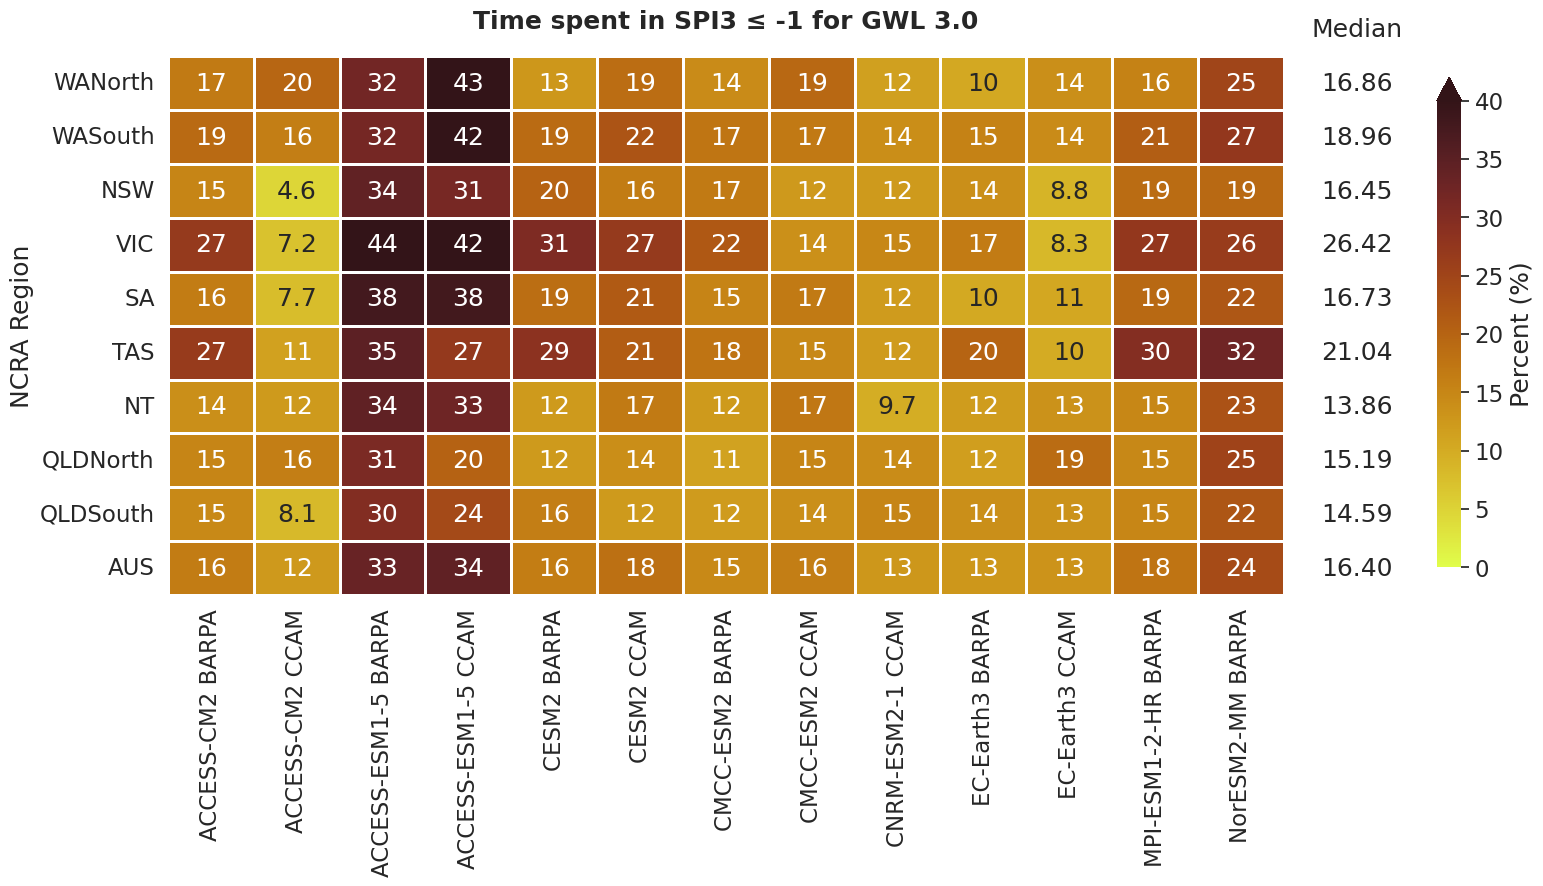 Time spent in SPI3 ≤ -1 for GWL 3.0
Median
WANorth 17 20 32 43 13 19 14 19 12 10 14 16 25 16.86
WASouth 19 16 32 42 19 22 17 17 14 15 14 21 27 18.96
NSW 15 4.6 34 31 20 16 17 12 12 14 8.8 19 19 16.45
VIC 27 7.2 44 42 31 27 22 14 15 17 8.3 27 26 26.42
SA 16 7.7 38 38 19 21 15 17 12 10 11 19 22 16.73
TAS 27 11 35 27 29 21 18 15 12 20 10 30 32 21.04
NT 14 12 34 33 12 17 12 17 9.7 12 13 15 23 13.86
QLDNorth 15 16 31 20 12 14 11 15 14 12 19 15 25 15.19
QLDSouth 15 8.1 30 24 16 12 12 14 15 14 13 15 22 14.59
AUS 16 12 33 34 16 18 15 16 13 13 13 18 24 16.40
NCRA Region
ACCESS-CM2 BARPA
ACCESS-CM2 CCAM
ACCESS-ESM1-5 BARPA
ACCESS-ESM1-5 CCAM
CESM2 BARPA
CESM2 CCAM
CMCC-ESM2 BARPA
CMCC-ESM2 CCAM
CNRM-ESM2-1 CCAM
EC-Earth3 BARPA
EC-Earth3 CCAM
MPI-ESM1-2-HR BARPA
NorESM2-MM BARPA
40
35
30
25
20
15
10
5
0
Percent (%)